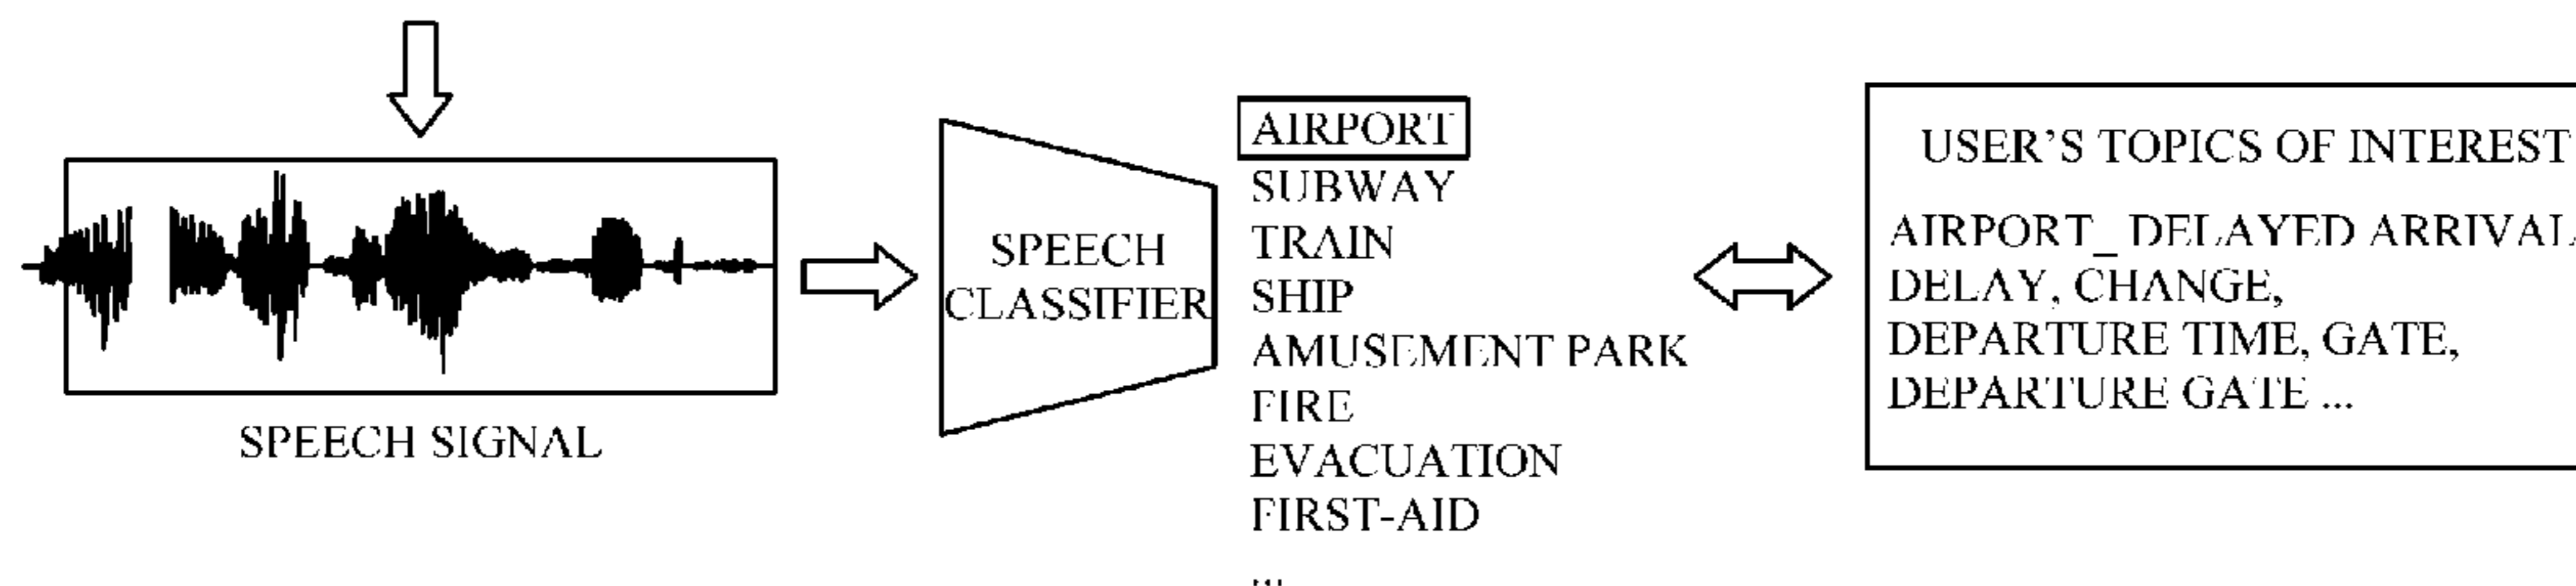 SPEECH SIGNAL
SPEECH
CLASSIFIER
AIRPORT
SUBWAY
TRAIN
SHIP
AMUSEMENT PARK
FIRE
EVACUATION
FIRST-AID
...
USER'S TOPICS OF INTEREST
AIRPORT_ DELAYED
DELAY, CHANGE,
DEPARTURE TIME, GATE,
DEPARTURE GATE ...